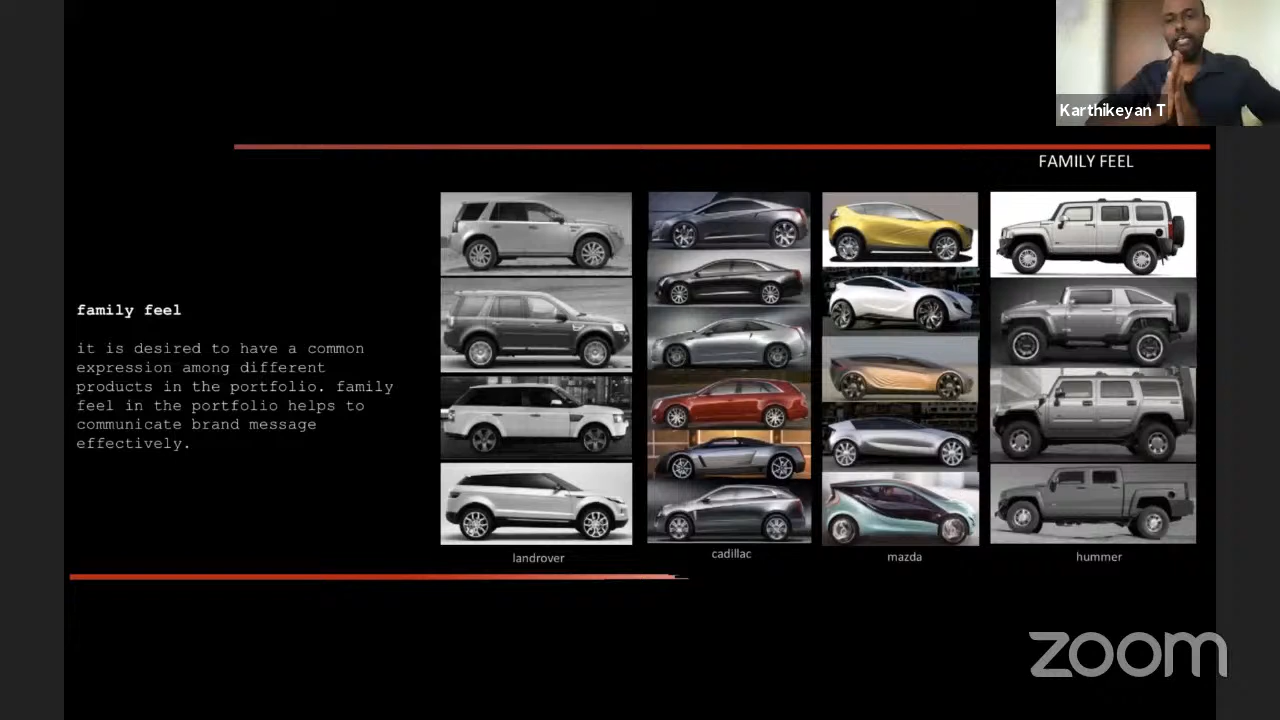 Karthikeyan T
FAMILY FEEL
family feel
it is desired to have a common
expression among different
products in the portfolio. family
feel in the portfolio helps to
communicate brand message
effectively.
landrover
cadillac
mazda
hummer
zoom